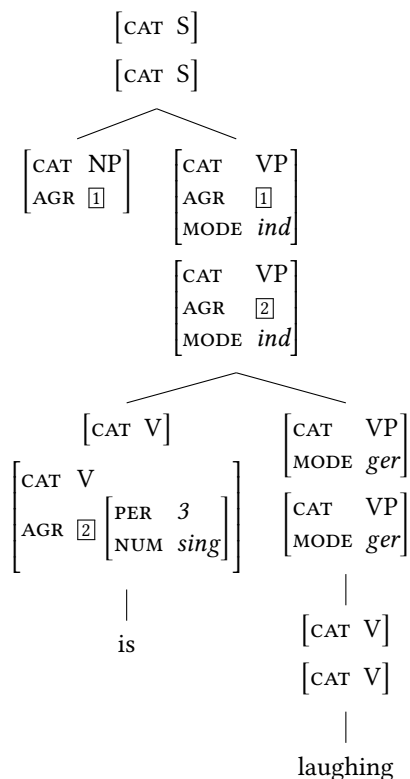 [CAT S]
[CAT S]
[CAT NP
AGR 1]
[CAT VP
AGR 1
MODE ind]
[CAT VP
AGR 2
MODE ind]
[CAT V]
[CAT V
AGR 2 [PER 3
NUM sing]]
is
[CAT VP
MODE ger]
[CAT VP
MODE ger]
[CAT V]
[CAT V]
laughing